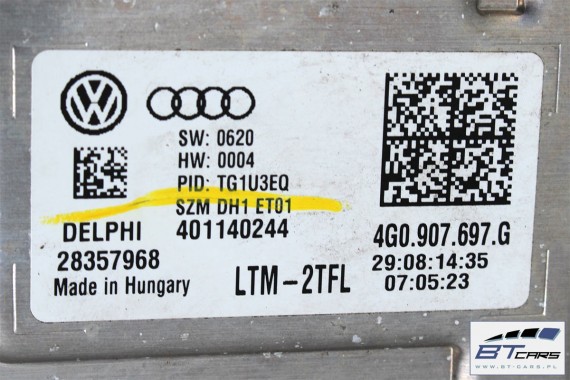 SW: 0620
HW: 0004
PID: TG1U3EQ
SZM DH1 ET01
DELPHI 401140244
28357968
Made in Hungary
LTM-2TFL
4G0.907.697.G
29:08:14:35
07:05:23
BTCARS
BT-CARS.PL